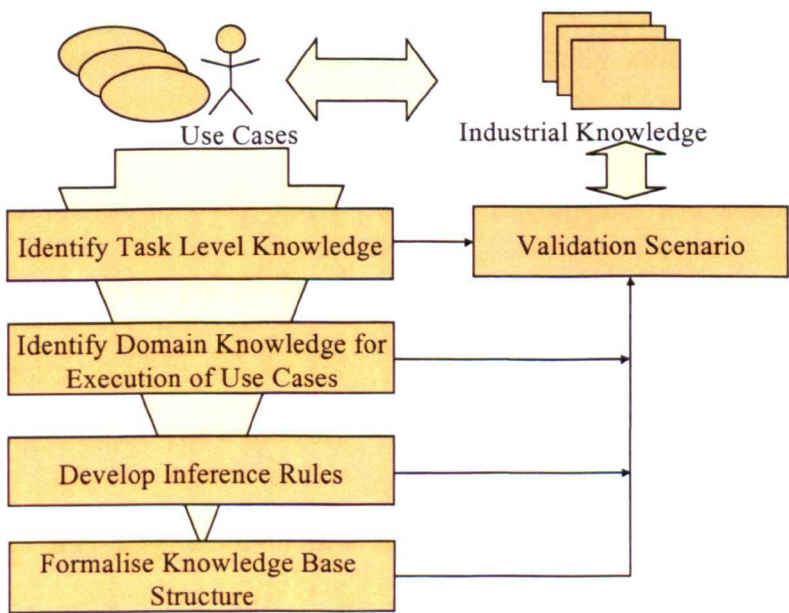 Use Cases
Industrial Knowledge
Identify Task Level Knowledge
Validation Scenario
Identify Domain Knowledge for
Execution of Use Cases
Develop Inference Rules
Formalise Knowledge Base
Structure